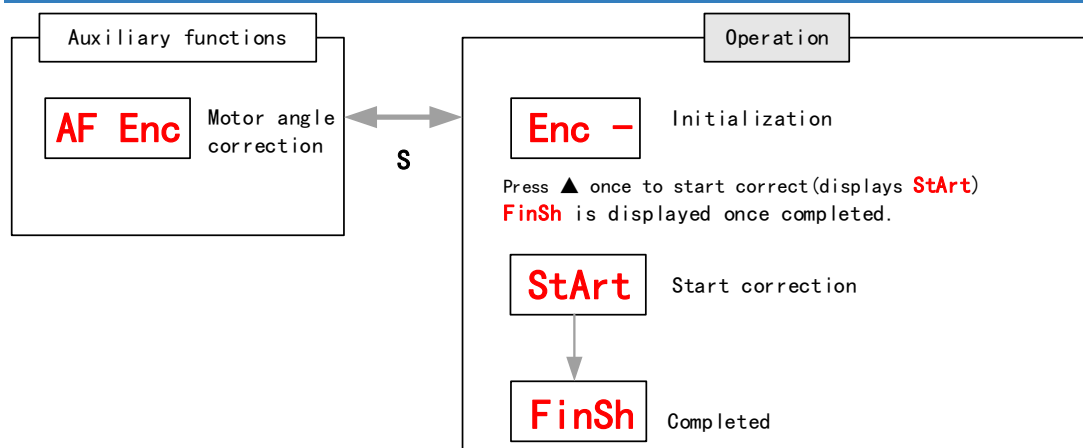 Auxiliary functions
Operation
AF Enc
Motor angle
correction
S
Enc -
Initialization
Press ▲ once to start correct(displays StArt)
FinSh is displayed once completed.
StArt
Start correction
FinSh
Completed